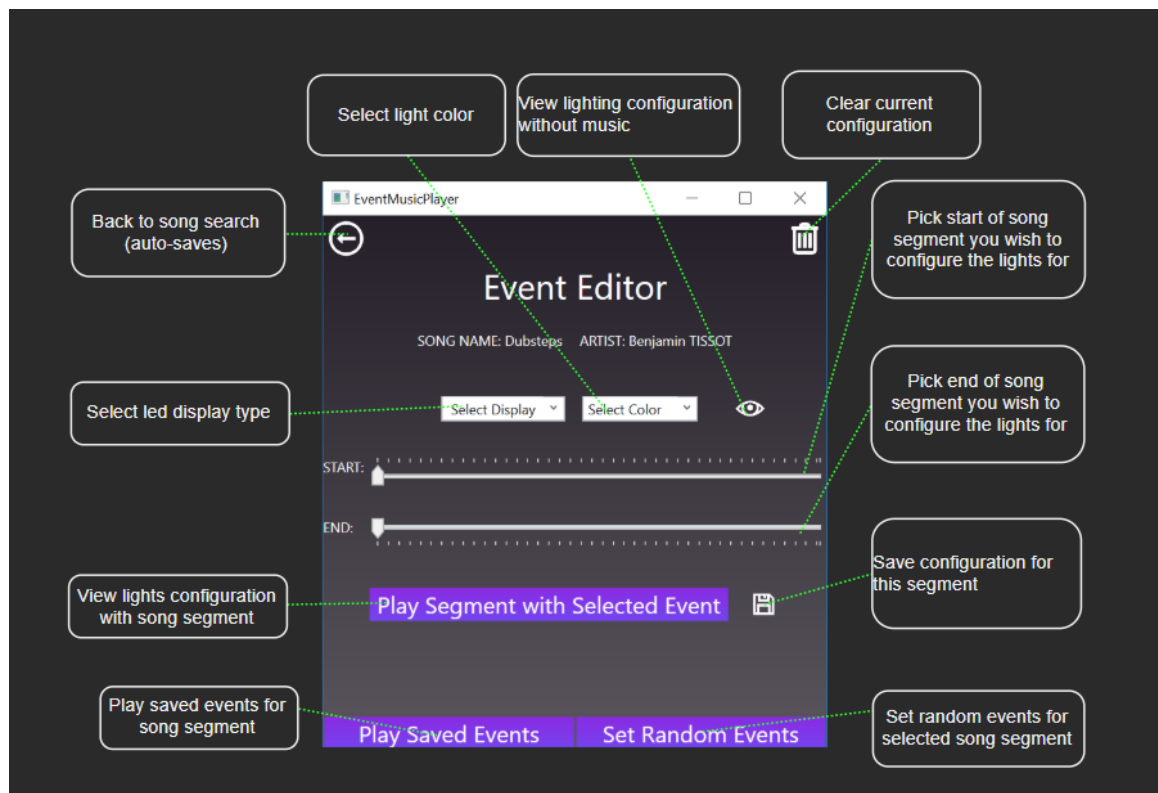 Select light color
View lighting configuration
without music
Clear current
configuration
Back to song search
(auto-saves)
EventMusicPlayer
Pick start of song
segment you wish to
configure the lights for
Event Editor
SONG NAME: Dubsteps ARTIST: Benjamin TISSOT
Select led display type
Select Display
Select Color
Pick end of song
segment you wish to
configure the lights for
START:
END:
View lights configuration
with song segment
Play Segment with Selected Event
Save configuration for
this segment
Play saved events for
song segment
Play Saved Events
Set Random Events
Set random events for
selected song segment